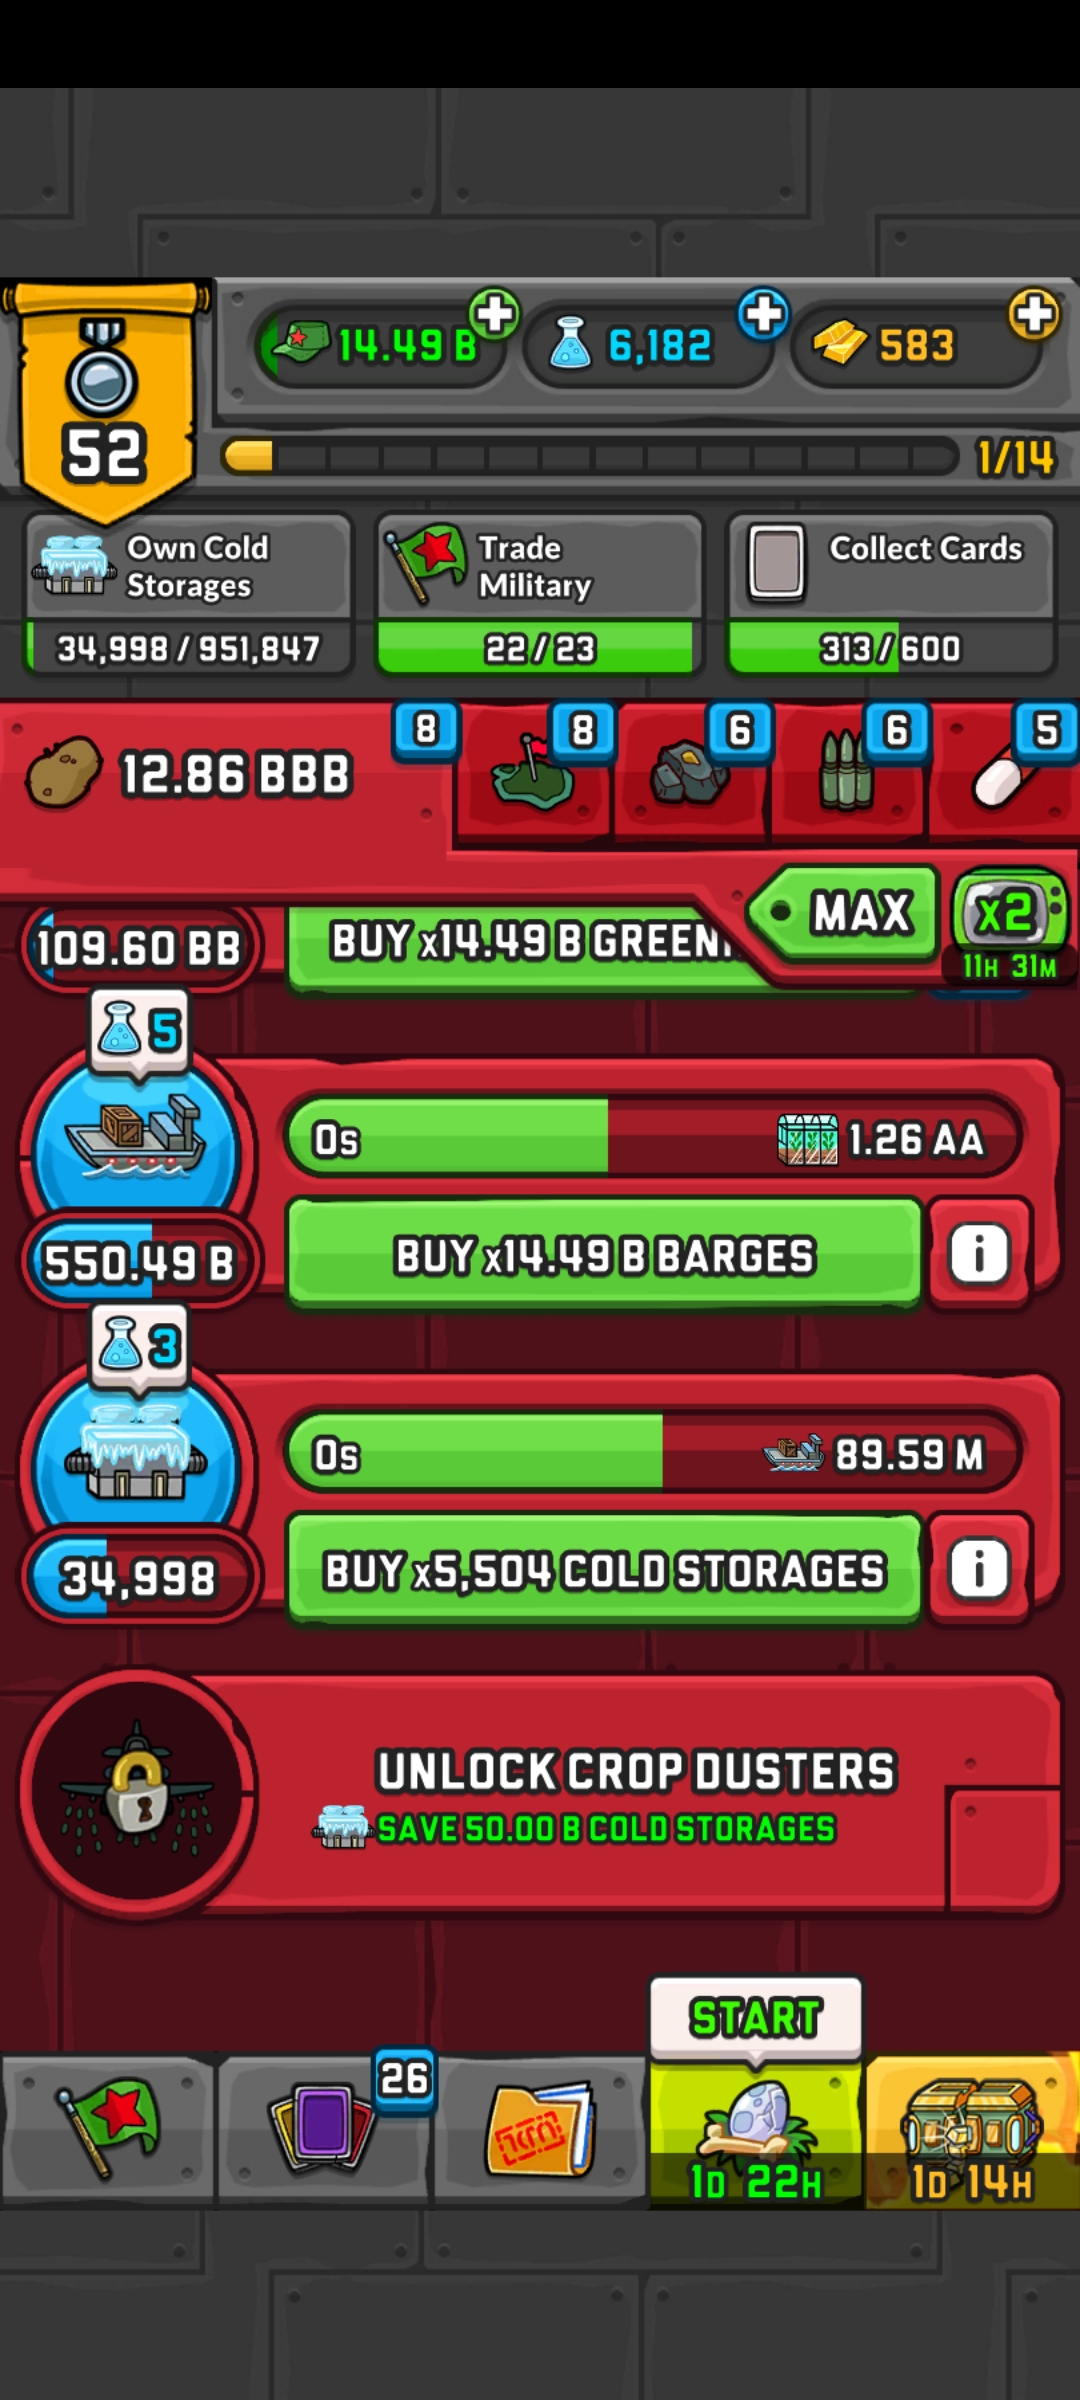 14.49 B
6,182
583
52
1/14
Own Cold
Storages
34,998 / 951,847
Trade
Military
22 / 23
Collect Cards
313 / 600
12.86 BBB
8
8
6
6
5
MAX
x2
11H 31M
109.60 BB
BUY x14.49 B
5
0s
1.26 AA
550.49 B
BUY x14.49 B BARGES
i
3
0s
89.59 M
34,998
BUY x5,504 COLD STORAGES
i
UNLOCK CROP DUSTERS
SAVE 50.00 B COLD STORAGES
START
26
1D 22H
1D 14H